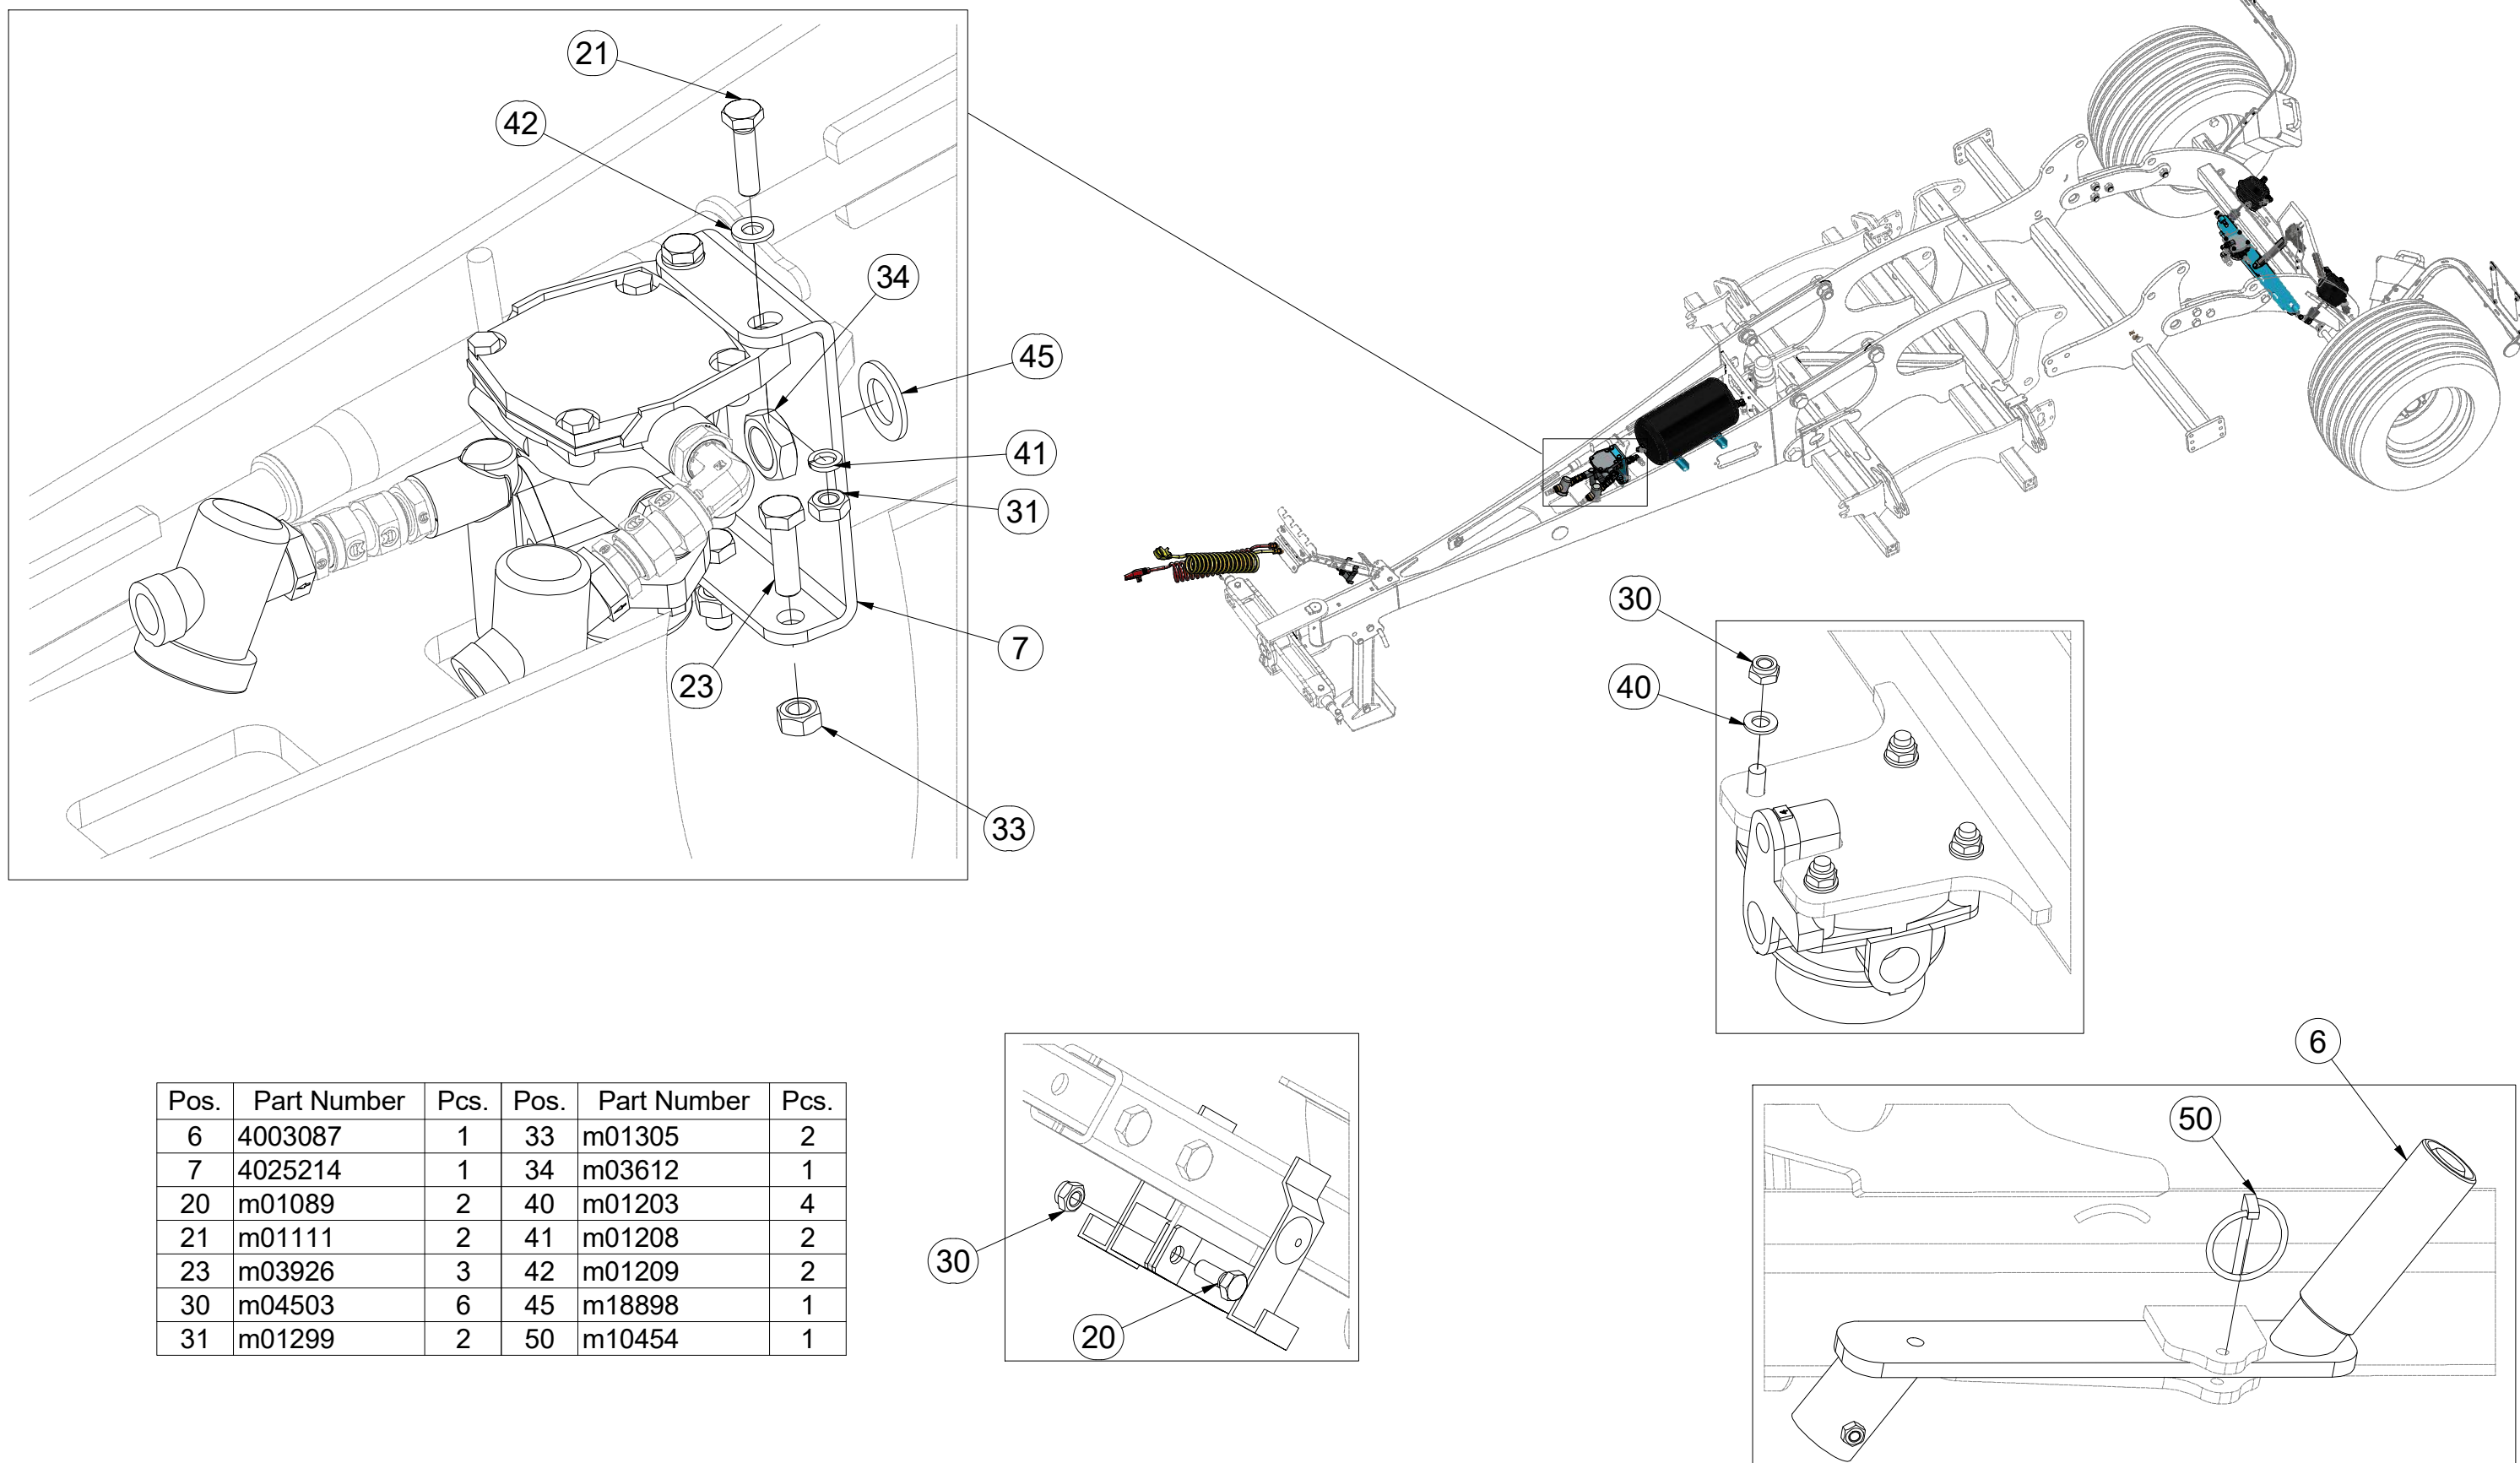 21
42
34
45
41
31
7
23
33
30
40
6
50
30
20
Pos. Part Number Pcs. Pos. Part Number Pcs.
6 4003087 1 33 m01305 2
7 4025214 1 34 m03612 1
20 m01089 2 40 m01203 4
21 m01111 2 41 m01208 2
23 m03926 3 42 m01209 2
30 m04503 6 45 m18898 1
31 m01299 2 50 m10454 1